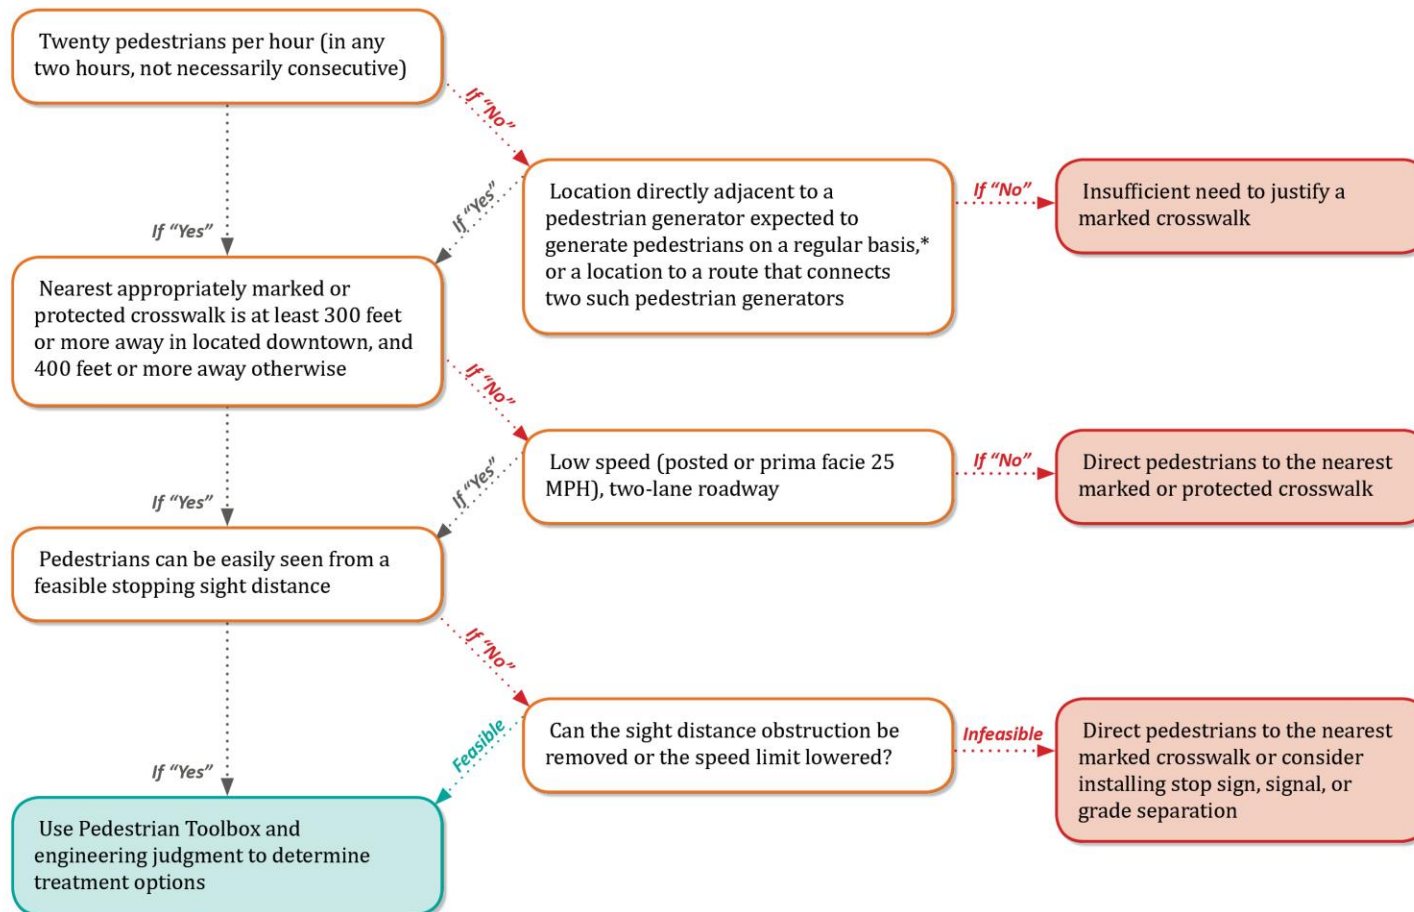 Twenty pedestrians per hour (in any
two hours, not necessarily consecutive)
If “No”
If “Yes”
If “Yes”
Location directly adjacent to a
pedestrian generator expected to
generate pedestrians on a regular basis,*
or a location to a route that connects
two such pedestrian generators
If “No”
Insufficient need to justify a
marked crosswalk
Nearest appropriately marked or
protected crosswalk is at least 300 feet
or more away in located downtown, and
400 feet or more away otherwise
If “No”
If “Yes”
If “Yes”
Low speed (posted or prima facie 25
MPH), two-lane roadway
If “No”
Direct pedestrians to the nearest
marked or protected crosswalk
Pedestrians can be easily seen from a
feasible stopping sight distance
If “No”
If “Yes”
Feasible
Can the sight distance obstruction be
removed or the speed limit lowered?
Infeasible
Direct pedestrians to the nearest
marked crosswalk or consider
installing stop sign, signal, or
grade separation
Use Pedestrian Toolbox and
engineering judgment to determine
treatment options